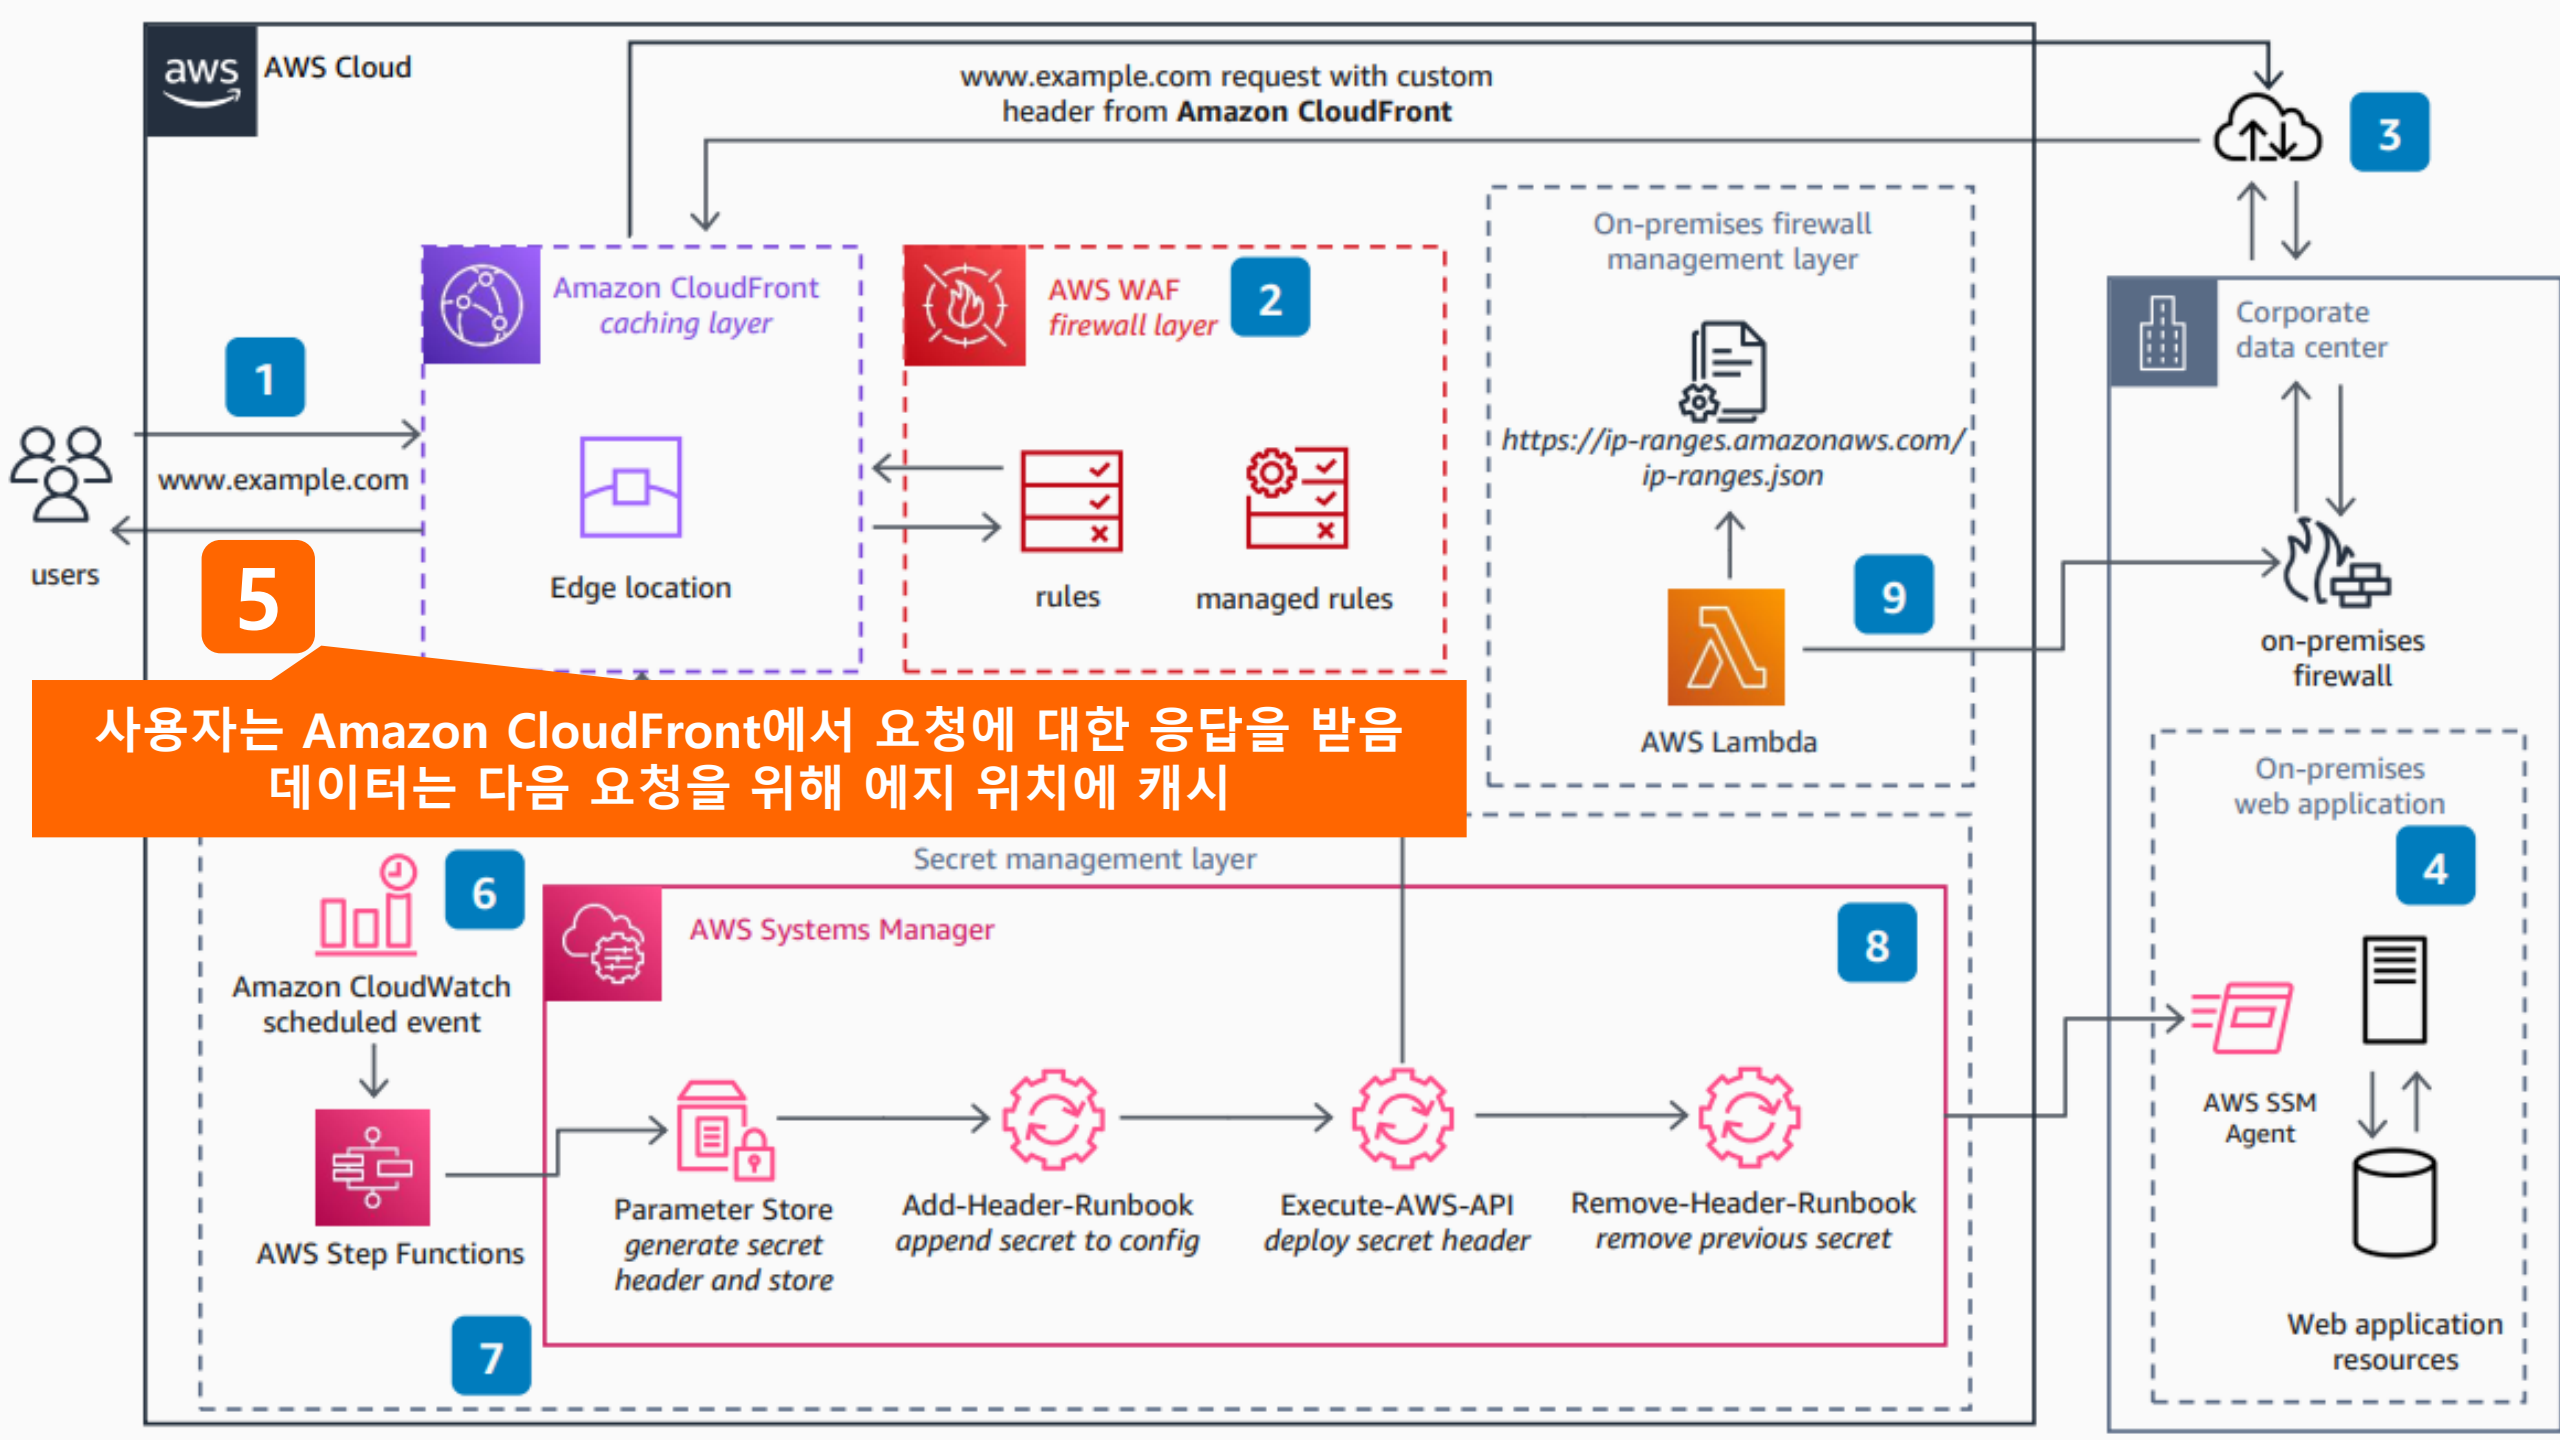 aws
AWS Cloud
www.example.com request with custom
header from Amazon CloudFront
3
On-premises firewall
management layer
Amazon CloudFront
caching layer
AWS WAF
firewall layer
2
Corporate
data center
1
www.example.com
users
https://ip-ranges.amazonaws.com/
ip-ranges.json
5
Edge location
rules
managed rules
9
on-premises
firewall
AWS Lambda
사용자는 Amazon CloudFront에서 요청에 대한 응답을 받음
데이터는 다음 요청을 위해 에지 위치에 캐시
On-premises
web application
4
Secret management layer
6
AWS Systems Manager
8
Amazon CloudWatch
scheduled event
AWS SSM
Agent
AWS Step Functions
Parameter Store
generate secret
header and store
Add-Header-Runbook
append secret to config
Execute-AWS-API
deploy secret header
Remove-Header-Runbook
remove previous secret
7
Web application
resources